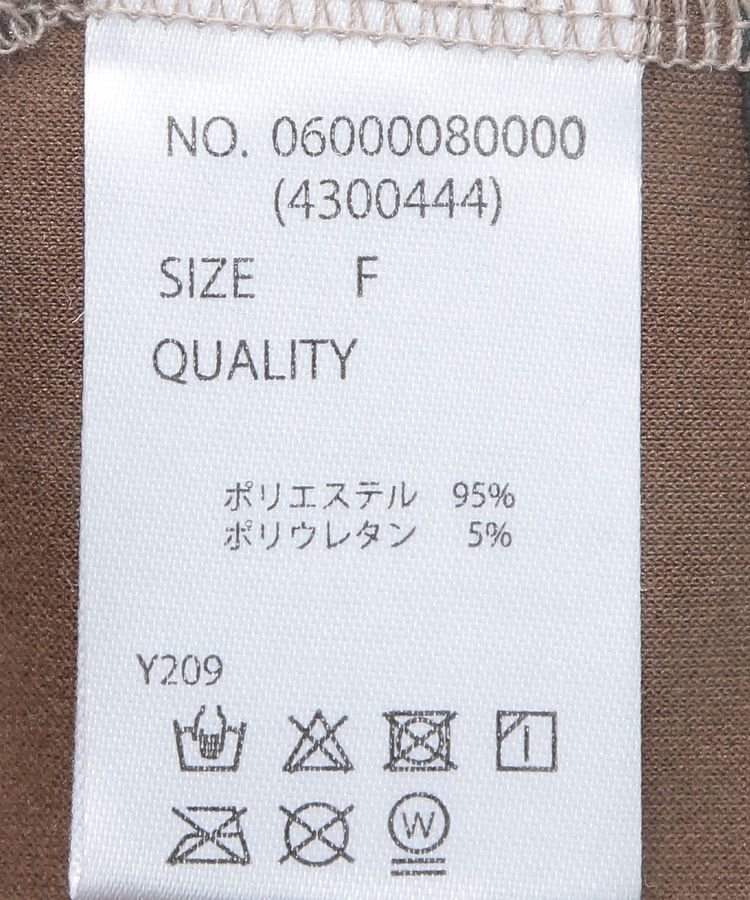 NO. 06000080000
(4300444)
SIZE F
QUALITY
ポリエステル 95%
ポリウレタン 5%
Y209
W